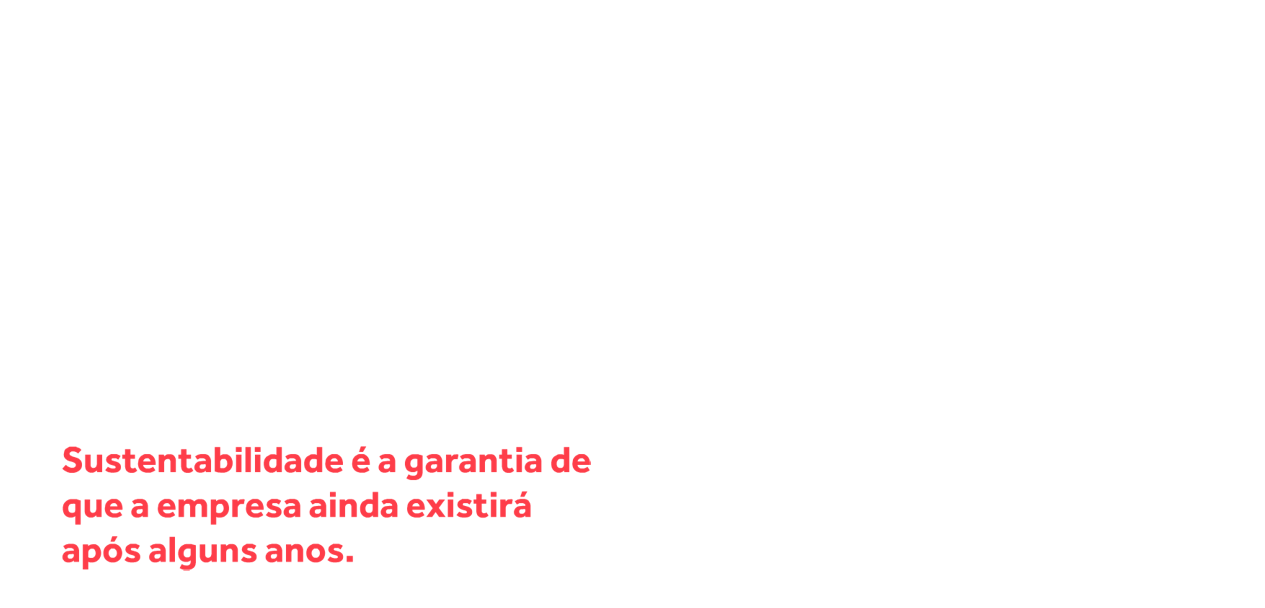 Sustentabilidade é a garantia de
que a empresa ainda existirá
após alguns anos.